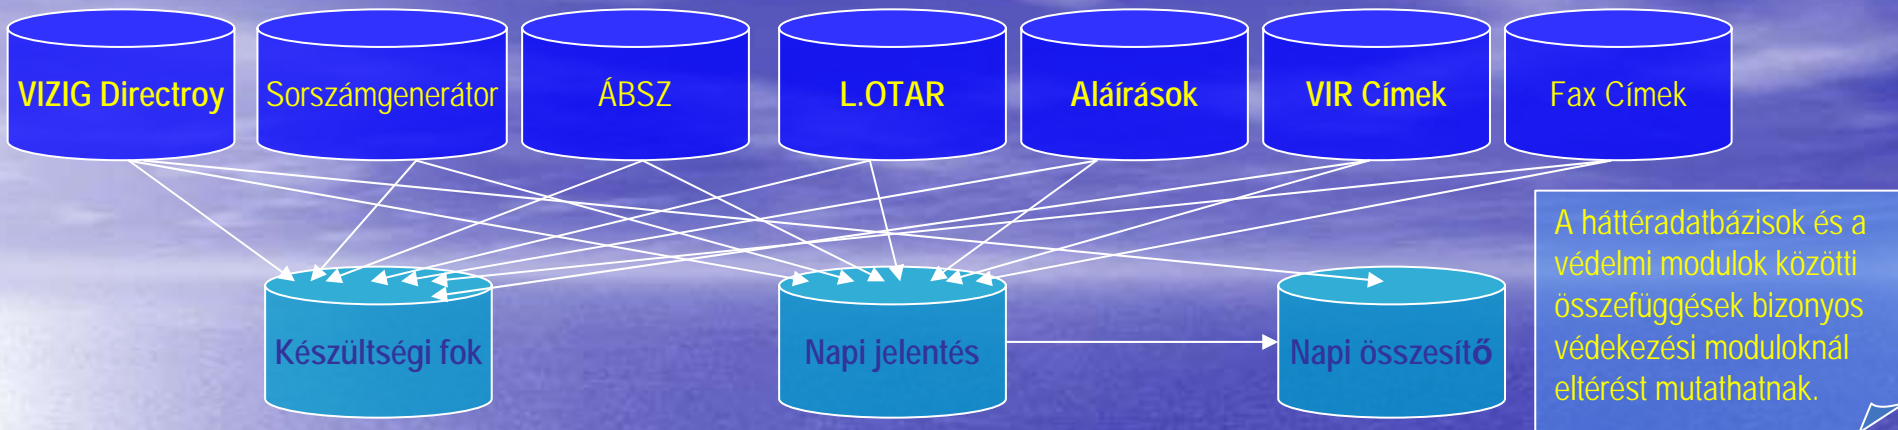 VIZIG Directroy
Sorszámgenerátor
ÁBSZ
L.OTAR
Aláírások
VIR Címek
Fax Címek
A háttéradatbázisok és a
védelmi modulok közötti
összefüggések bizonyos
védekezési moduloknál
eltérést mutathatnak.
Készültségi fok
Napi jelentés
Napi összesítő